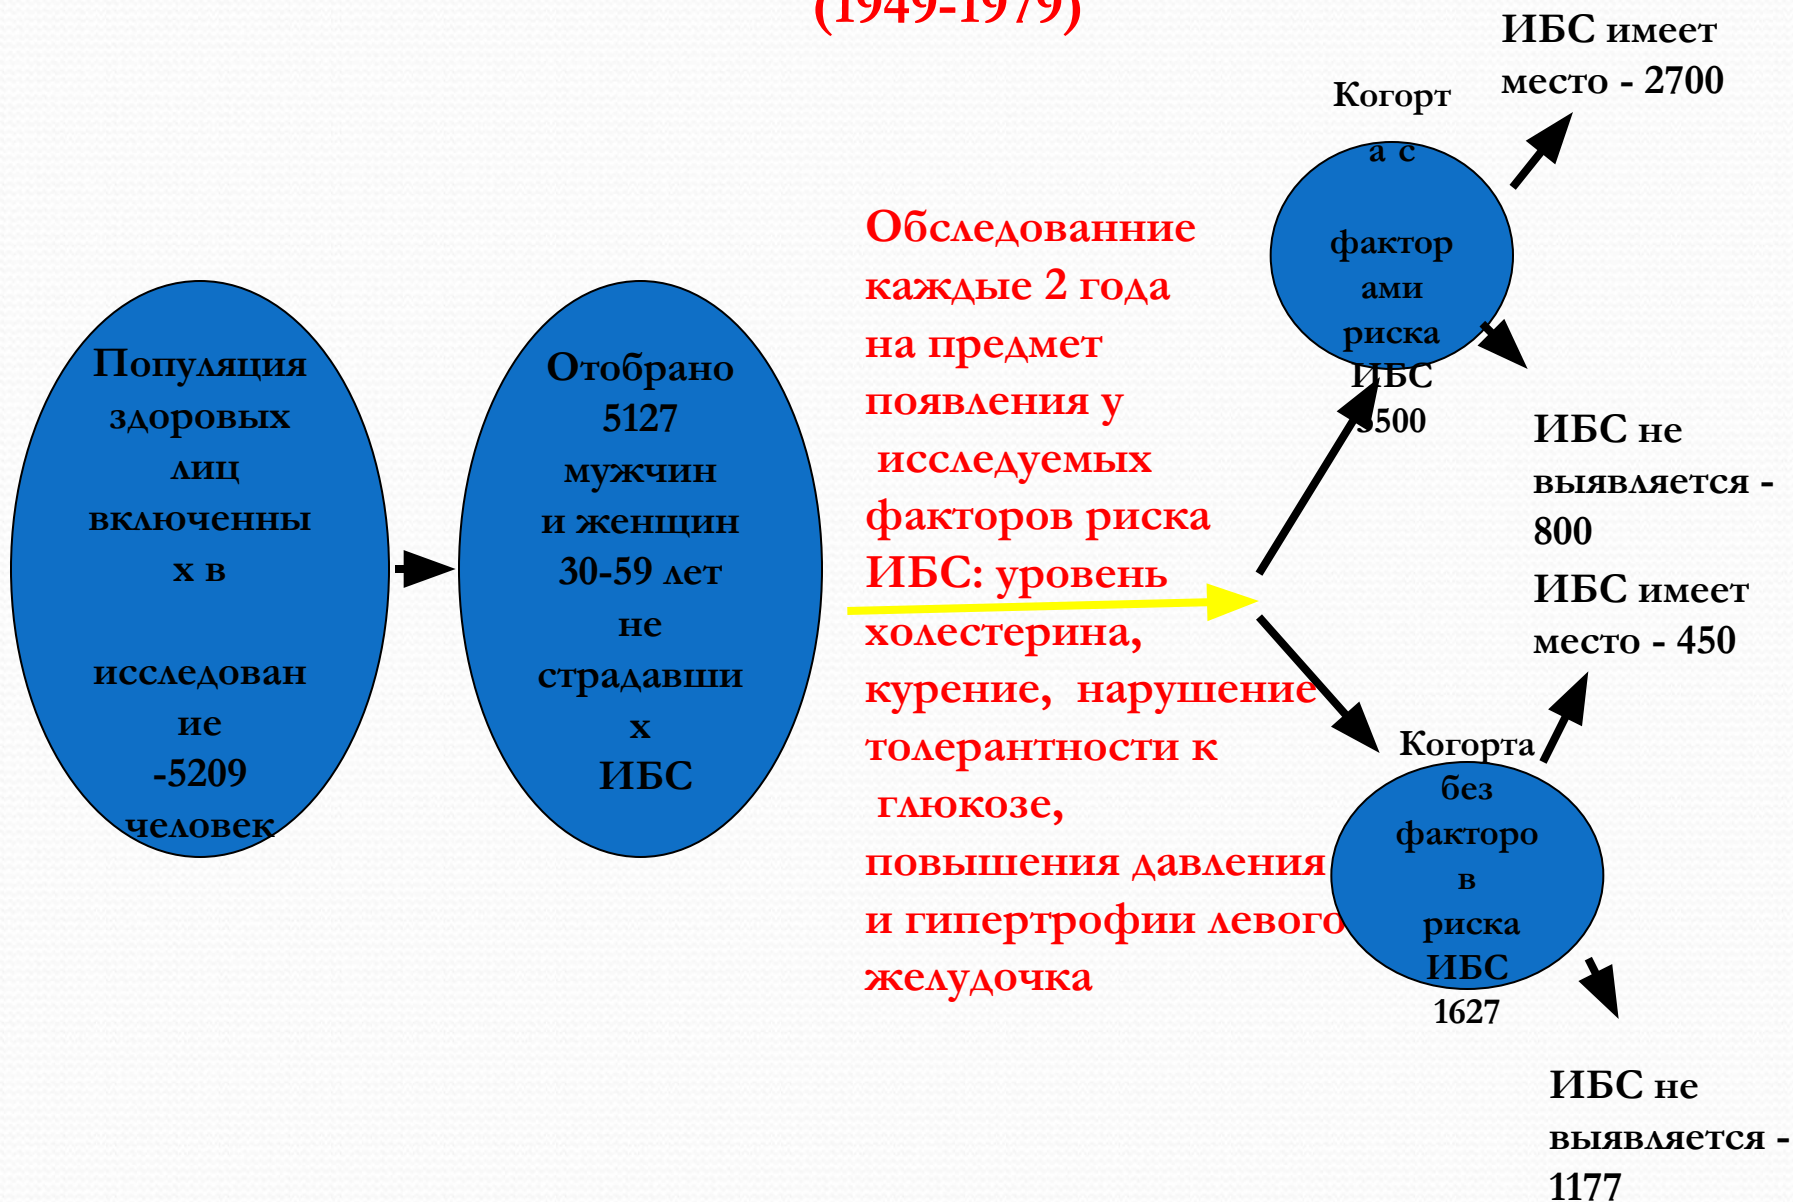 (1949-1979)
Популяция
здоровых
лиц
включенны
х в
исследован
ие
-5209
человек
Отобрано
5127
мужчин
и женщин
30-59 лет
не
страдавши
х
ИБС
Обследованние
каждые 2 года
на предмет
появления у
исследуемых
факторов риска
ИБС: уровень
холестерина,
курение, нарушение
толерантности к
глюкозе,
повышения давления
и гипертрофии левого
желудочка
Когорт
а с
фактор
ами
риска
ИБС
3500
ИБС имеет
место - 2700
ИБС не
выявляется -
800
ИБС имеет
место - 450
Когорта
без
факторо
в
риска
ИБС
1627
ИБС не
выявляется -
1177